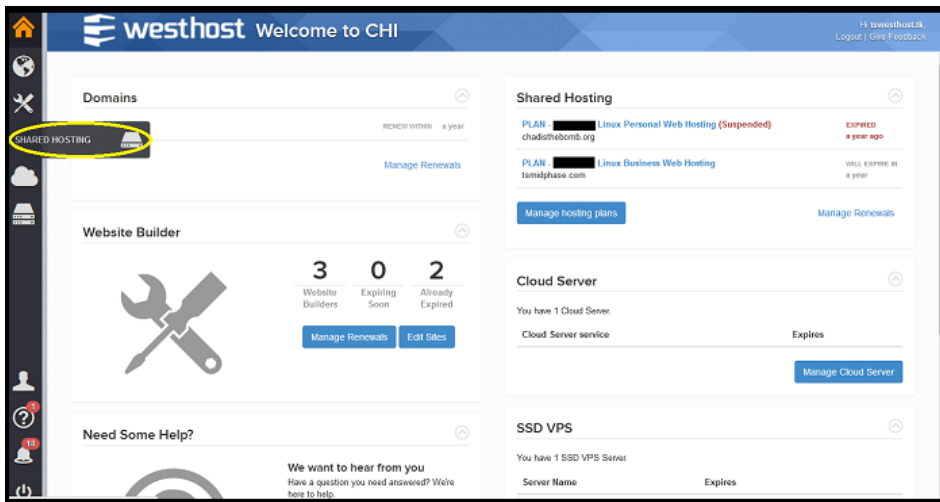 westhost Welcome to CHI
Hi tswesthost.tk,
Logout | Give Feedback
SHARED HOSTING
Domains
RENEW WITHIN a year
Manage Renewals
Website Builder
3 0 2
Website Builders
Expiring Soon
Already Expired
Manage Renewals
Edit Sites
Need Some Help?
We want to hear from you
Have a question you need answered? We're
here to help.
Shared Hosting
PLAN - Linux Personal Web Hosting (Suspended)
chadisthebomb.org
EXPIRED
a year ago
PLAN - Linux Business Web Hosting
tsmidphase.com
WILL EXPIRE IN
a year
Manage hosting plans
Manage Renewals
Cloud Server
You have 1 Cloud Server.
Cloud Server service Expires
Manage Cloud Server
SSD VPS
You have 1 SSD VPS Server.
Server Name Expires
1
18